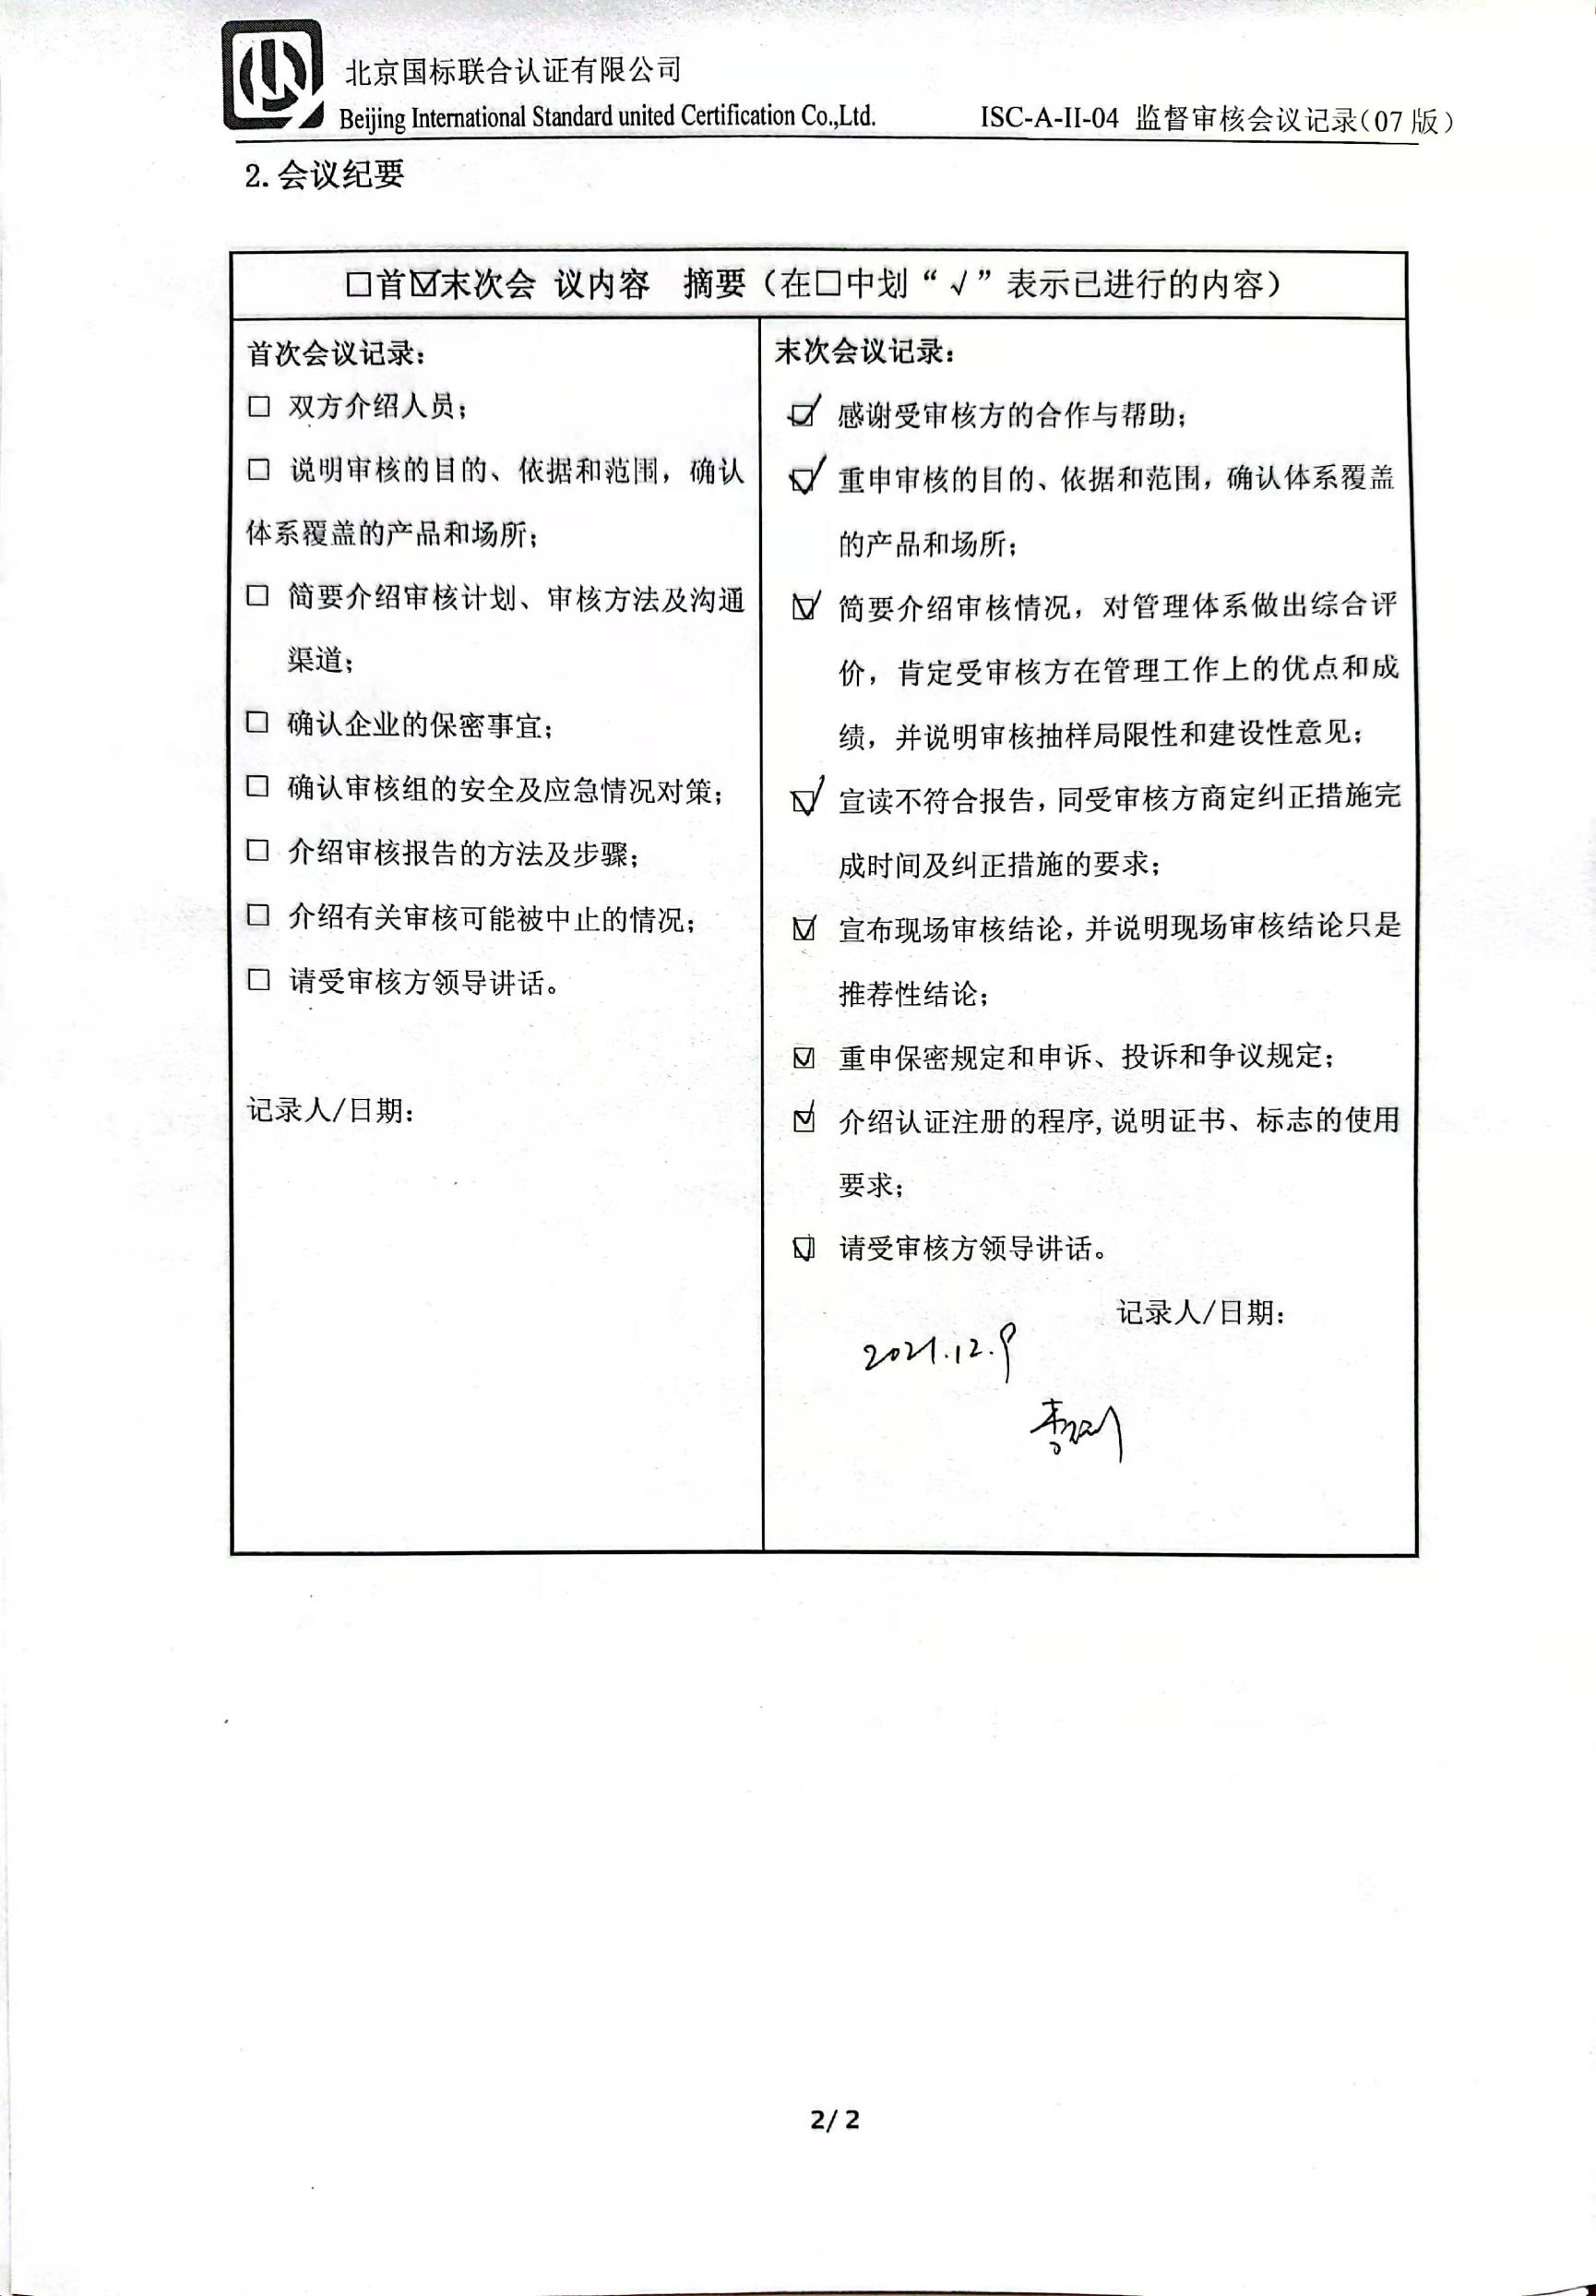 北京国标联合认证有限公司
Beijing International Standard united Certification Co.,Ltd.
ISC-A-II-04 监督审核会议记录(07版)
2. 会议纪要
□首☑末次会 议内容 摘要（在□中划“√”表示已进行的内容）
首次会议记录：
□ 双方介绍人员；
□ 说明审核的目的、依据和范围，确认
体系覆盖的产品和场所；
□ 简要介绍审核计划、审核方法及沟通
渠道；
□ 确认企业的保密事宜；
□ 确认审核组的安全及应急情况对策；
□ 介绍审核报告的方法及步骤；
□ 介绍有关审核可能被中止的情况；
□ 请受审核方领导讲话。
记录人/日期：
末次会议记录：
☑ 感谢受审核方的合作与帮助；
☑ 重申审核的目的、依据和范围，确认体系覆盖
的产品和场所；
☑ 简要介绍审核情况，对管理体系做出综合评
价，肯定受审核方在管理工作上的优点和成
绩，并说明审核抽样局限性和建设性意见；
☑ 宣读不符合报告，同受审核方商定纠正措施完
成时间及纠正措施的要求；
☑ 宣布现场审核结论，并说明现场审核结论只是
推荐性结论；
☑ 重申保密规定和申诉、投诉和争议规定；
☑ 介绍认证注册的程序,说明证书、标志的使用
要求；
☑ 请受审核方领导讲话。
记录人/日期：
2021.12.9
2/2